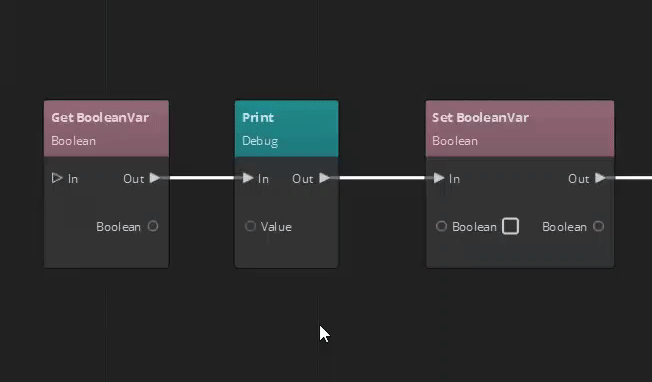 Get BooleanVar
Boolean
In Out
Boolean
Print
Debug
In Out
Value
Set BooleanVar
Boolean
In Out
Boolean Boolean